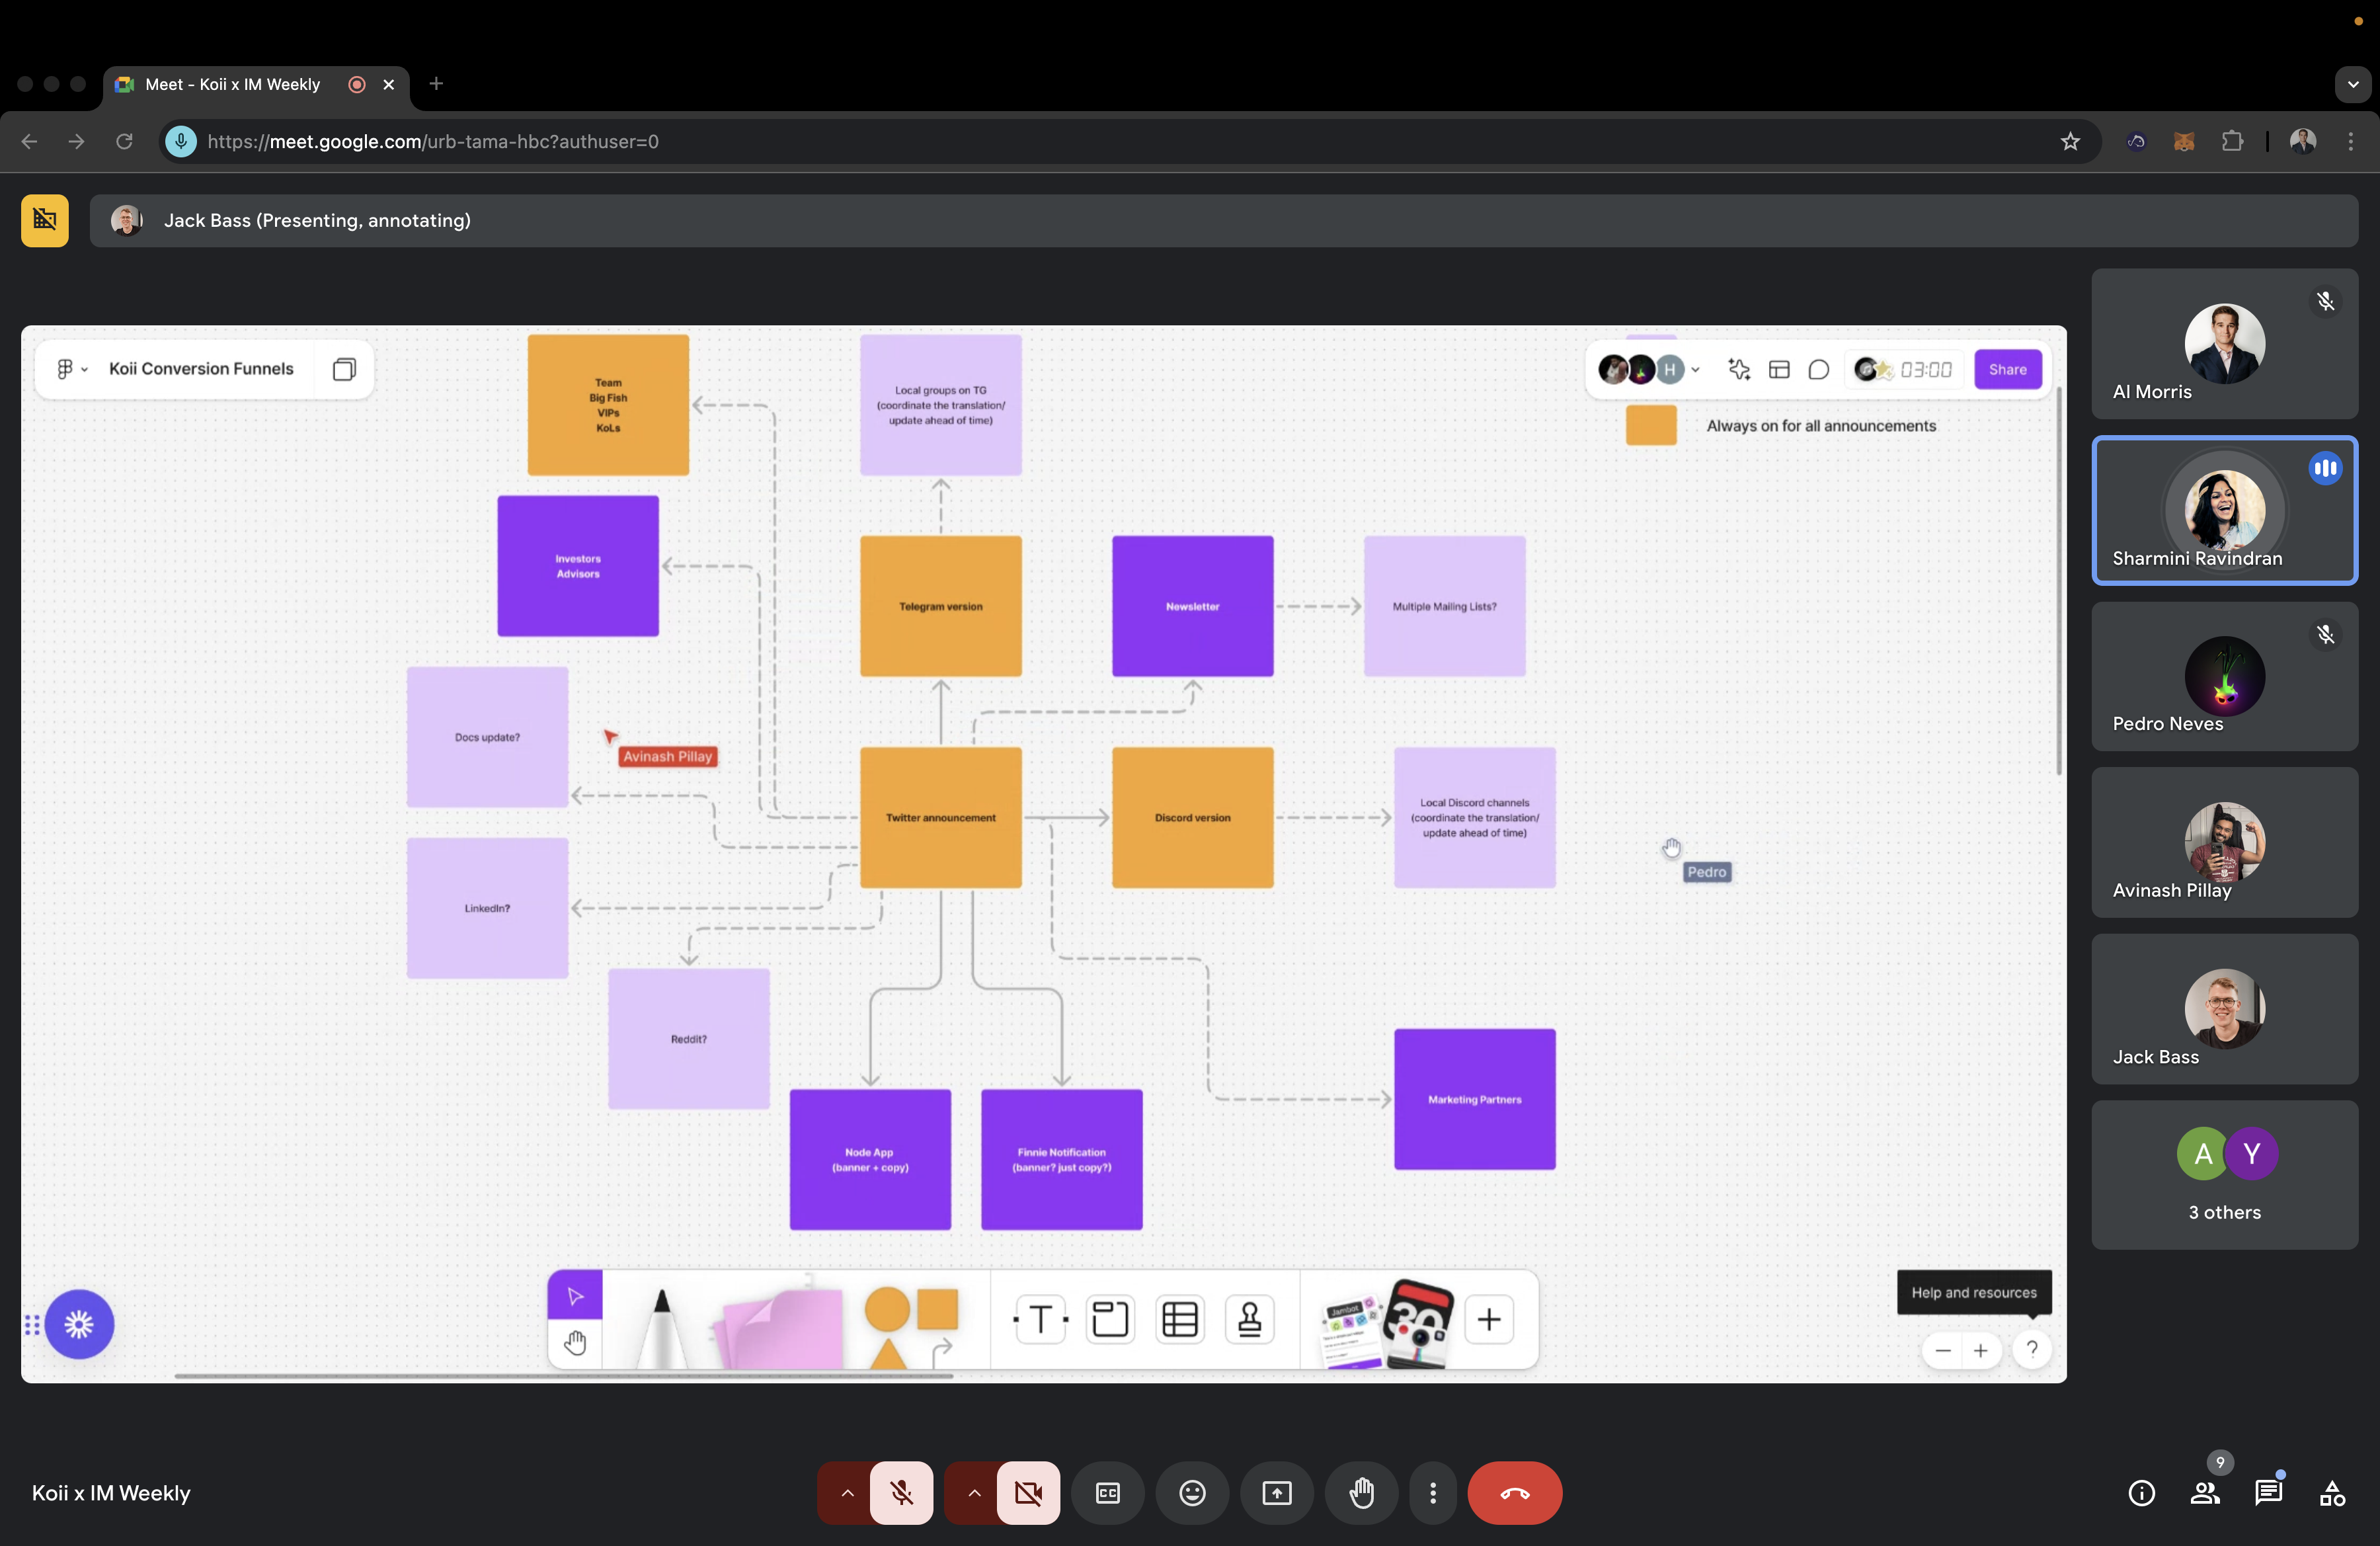 Meet - Koii x IM Weekly
https://meet.google.com/urb-tama-hbc?authuser=0
Jack Bass (Presenting, annotating)
Koii Conversion Funnels
H
03:00
Share
Always on for all announcements
Team
Big Fish
VIPs
KoLs
Local groups on TG
(coordinate the translation/
update ahead of time)
Investors
Advisors
Telegram version
Newsletter
Multiple Mailing Lists?
Docs update?
Avinash Pillay
Twitter announcement
Discord version
Local Discord channels
(coordinate the translation/
update ahead of time)
Pedro
LinkedIn?
Reddit?
Marketing Partners
Node App
(banner + copy)
Finnie Notification
(banner? just copy?)
T
Jambot
30
Help and resources
?
Al Morris
Sharmini Ravindran
Pedro Neves
Avinash Pillay
Jack Bass
A
Y
3 others
Koii x IM Weekly
CC
9